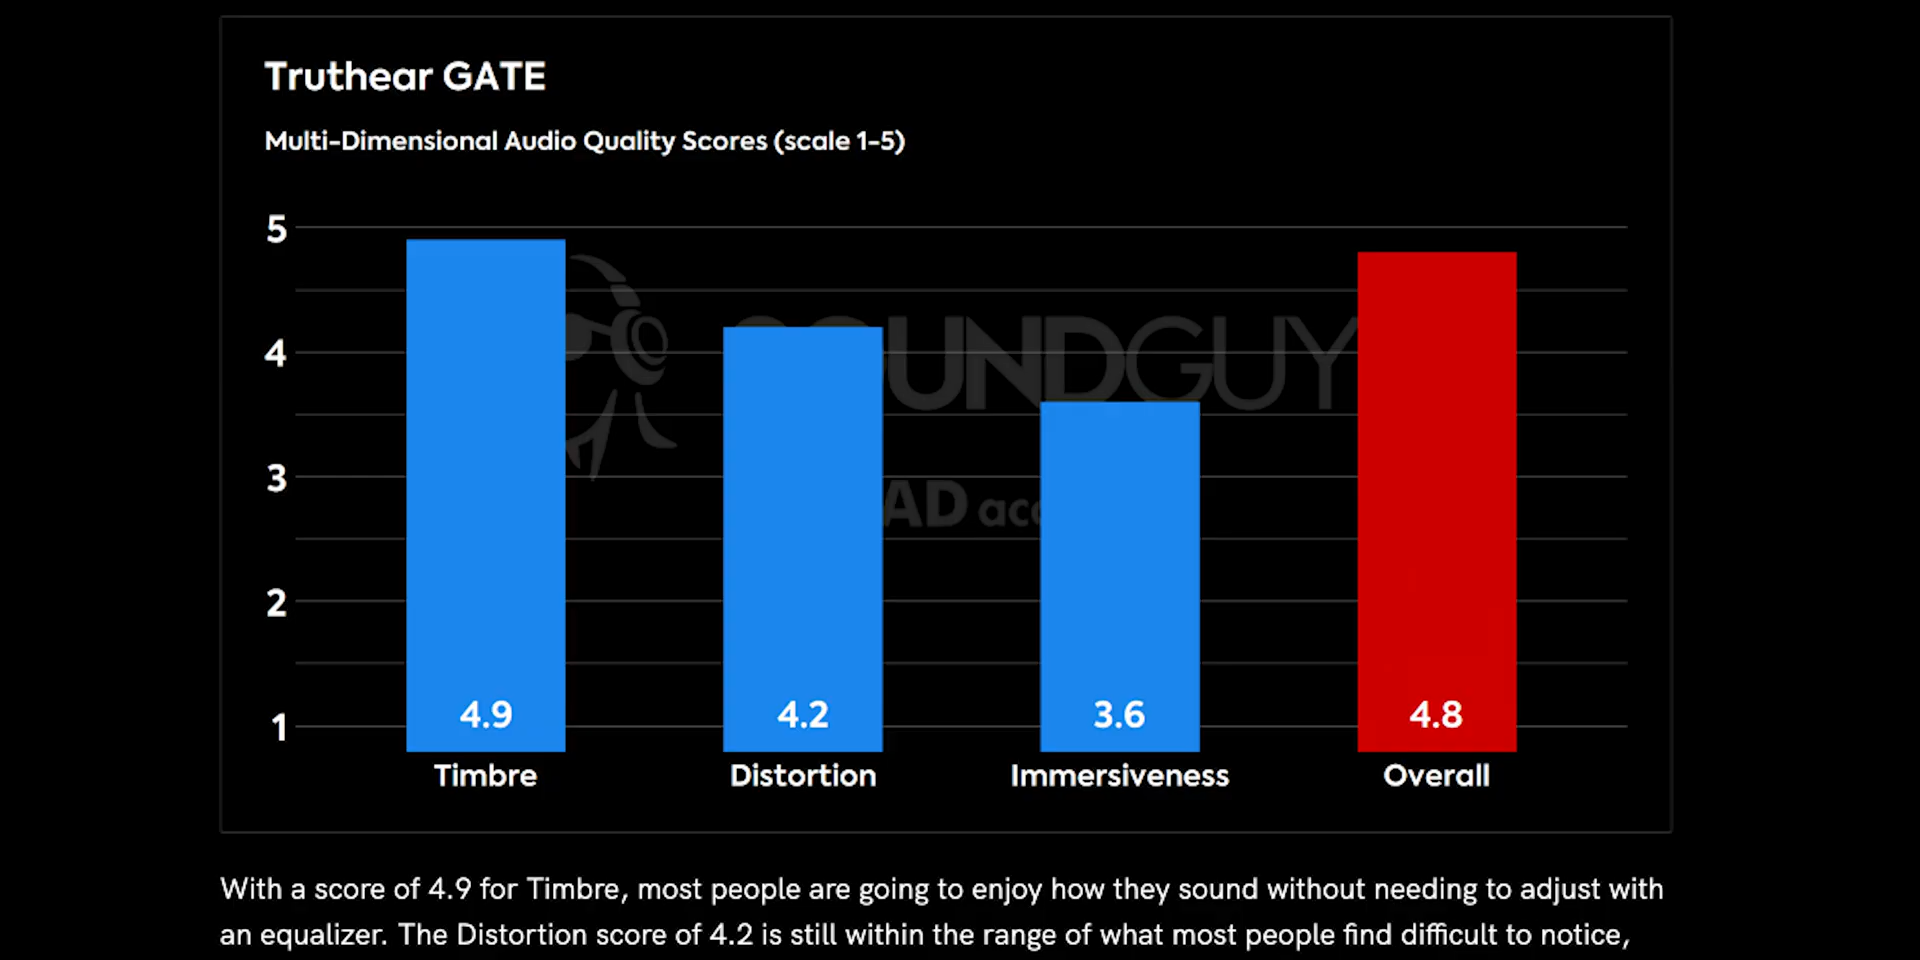 Truthear GATE
Multi-Dimensional Audio Quality Scores (scale 1-5)
5
4
3
2
1
4.9
4.2
3.6
4.8
Timbre
Distortion
Immersiveness
Overall
With a score of 4.9 for Timbre, most people are going to enjoy how they sound without needing to adjust with
an equalizer. The Distortion score of 4.2 is still within the range of what most people find difficult to notice,